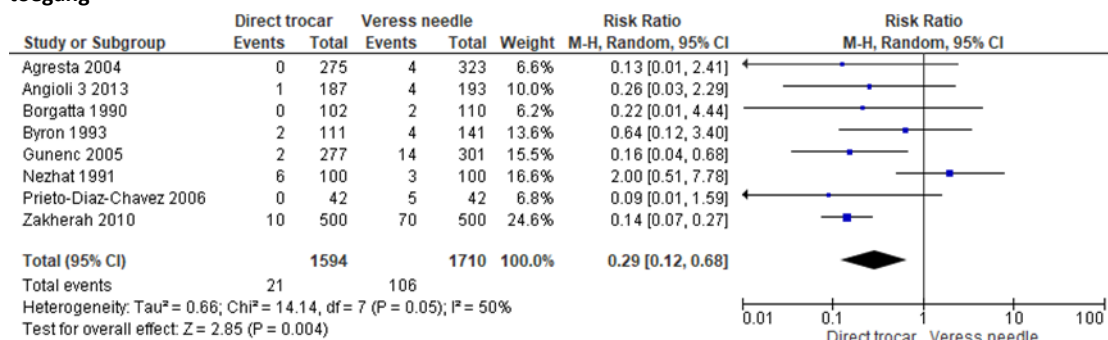 toegang
Direct trocar Veress needle Risk Ratio Risk Ratio
Study or Subgroup Events Total Events Total Weight M-H, Random, 95% CI M-H, Random, 95% CI
Agresta 2004 0 275 4 323 6.6% 0.13 [0.01, 2.41]
Angioli 3 2013 1 187 4 193 10.0% 0.26 [0.03, 2.29]
Borgatta 1990 0 102 2 110 6.2% 0.22 [0.01, 4.44]
Byron 1993 2 111 4 141 13.6% 0.64 [0.12, 3.40]
Gunenc 2005 2 277 14 301 15.5% 0.16 [0.04, 0.68]
Nezhat 1991 6 100 3 100 16.6% 2.00 [0.51, 7.78]
Prieto-Diaz-Chavez 2006 0 42 5 42 6.8% 0.09 [0.01, 1.59]
Zakherah 2010 10 500 70 500 24.6% 0.14 [0.07, 0.27]
Total (95% CI) 1594 1710 100.0% 0.29 [0.12, 0.68]
Total events 21 106
Heterogeneity: Tau² = 0.66; Chi² = 14.14, df = 7 (P = 0.05); I² = 50%
Test for overall effect: Z = 2.85 (P = 0.004)
0.01 0.1 1 10 100
Direct trocar Veress needle